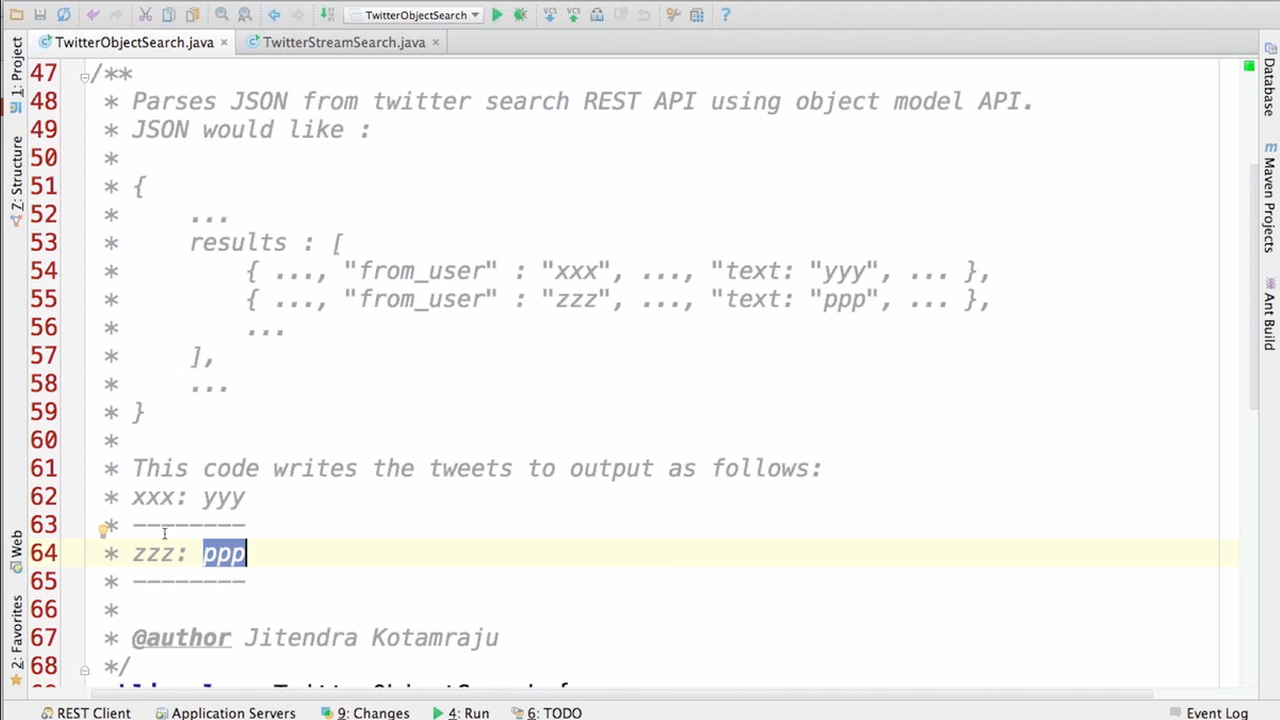 TwitterObjectSearch
TwitterObjectSearch.java
TwitterStreamSearch.java
1: Project
7: Structure
Web
2: Favorites
Database
Maven Projects
Ant Build
47 /**
48 * Parses JSON from twitter search REST API using object model API.
49 * JSON would like :
50 *
51 * {
52 * ...
53 * results : [
54 * { ..., "from_user" : "xxx", ..., "text: "yyy", ... },
55 * { ..., "from_user" : "zzz", ..., "text: "ppp", ... },
56 * ...
57 * ],
58 * ...
59 * }
60 *
61 * This code writes the tweets to output as follows:
62 * xxx: yyy
63 * --------
64 * zzz: ppp
65 * --------
66 *
67 * @author Jitendra Kotamraju
68 */
REST Client
Application Servers
9: Changes
4: Run
6: TODO
Event Log